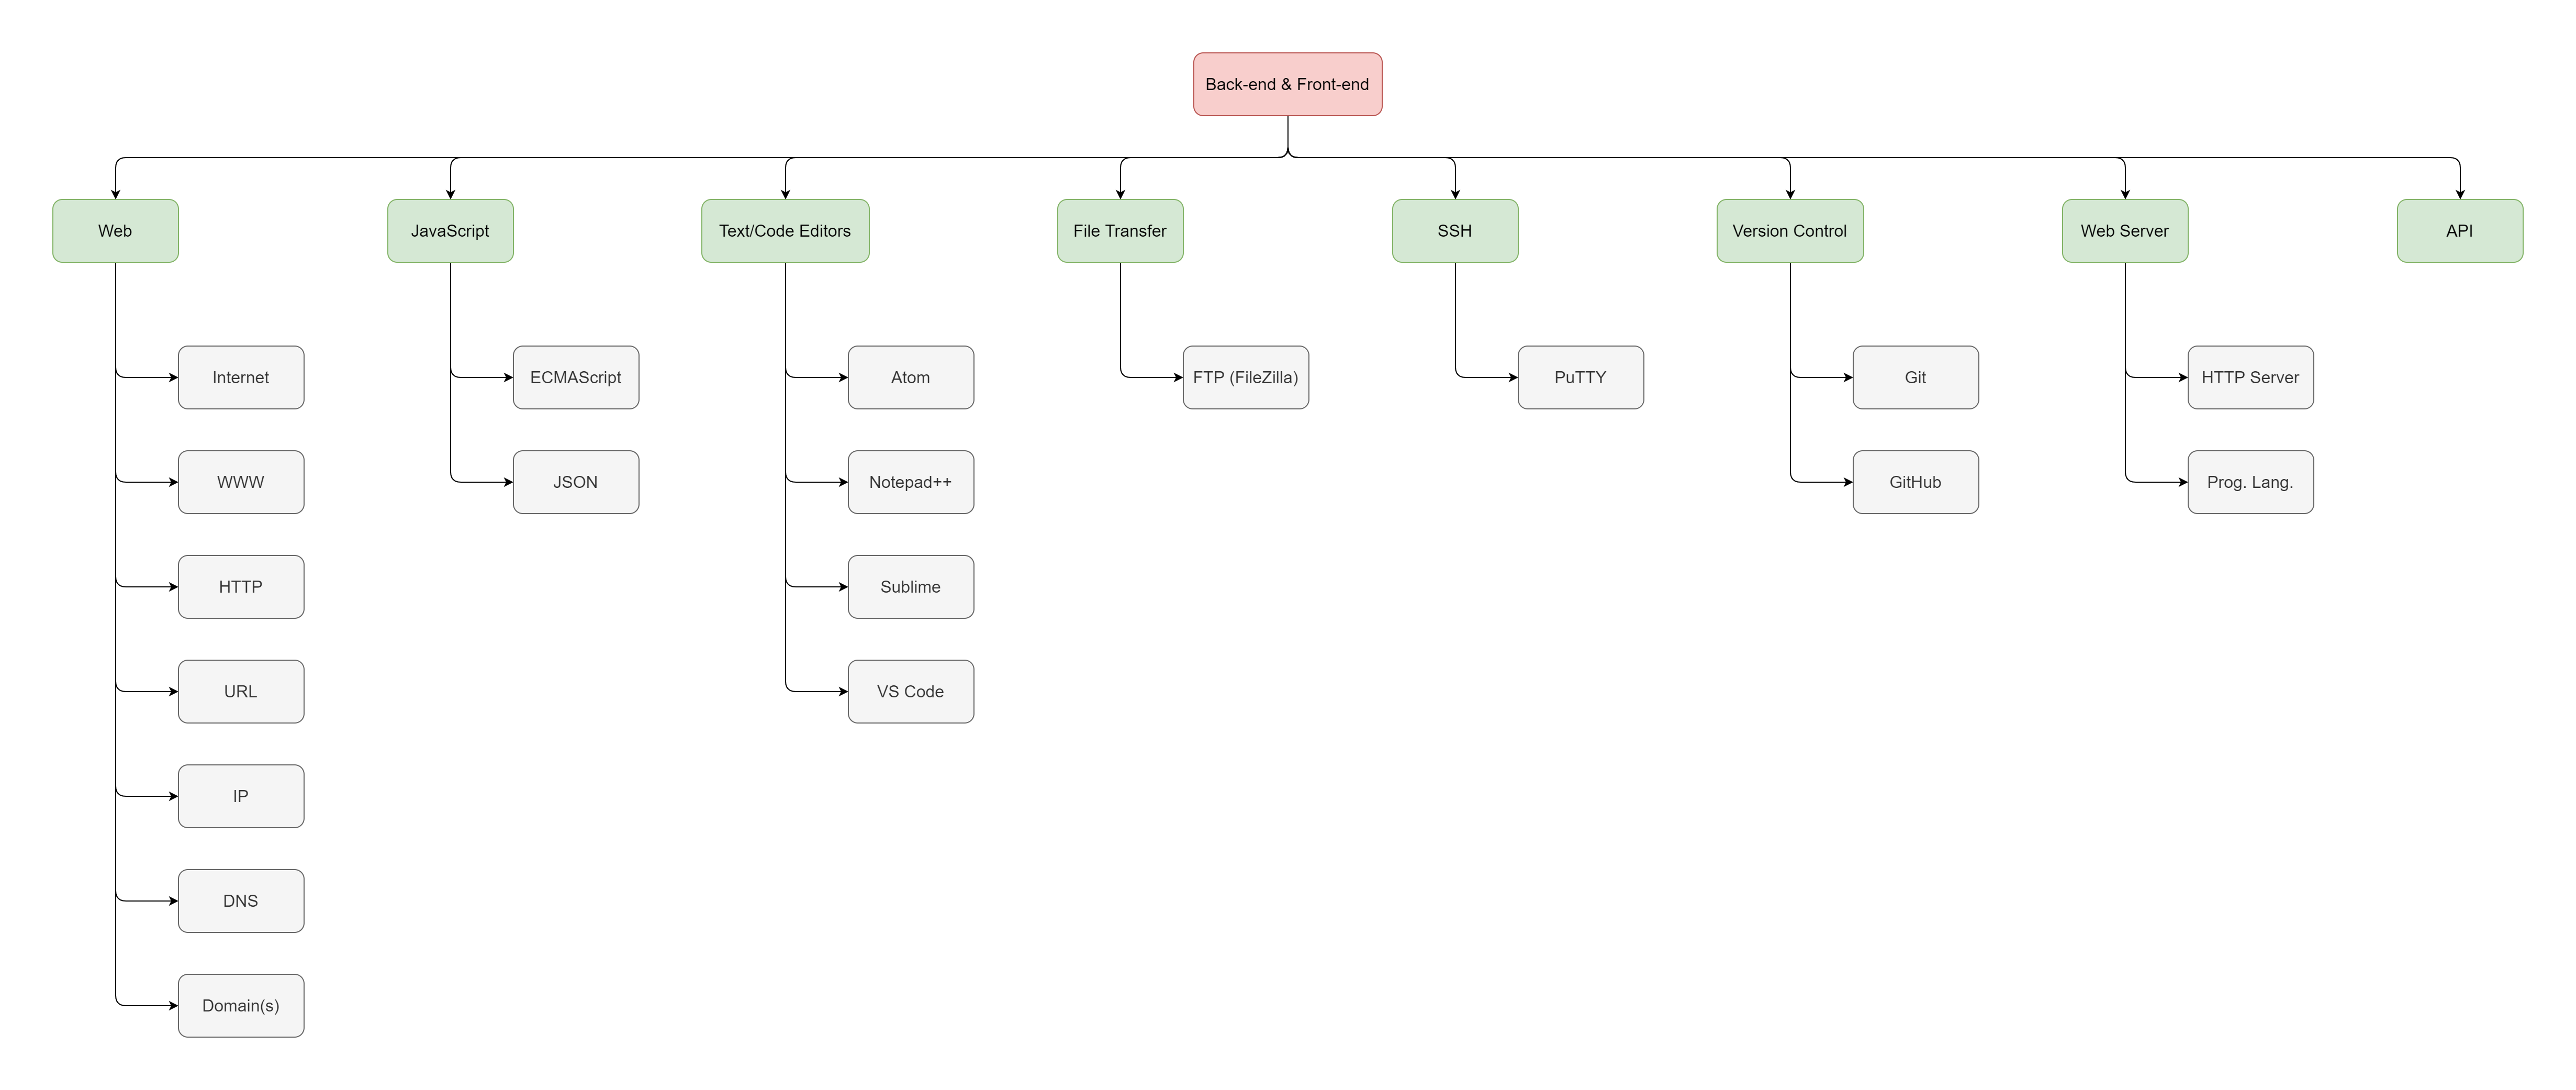 Back-end & Front-end
Web
JavaScript
Text/Code Editors
File Transfer
SSH
Version Control
Web Server
API
Internet
ECMAScript
Atom
FTP (FileZilla)
PuTTY
Git
HTTP Server
WWW
JSON
Notepad++
GitHub
Prog. Lang.
HTTP
Sublime
URL
VS Code
IP
DNS
Domain(s)